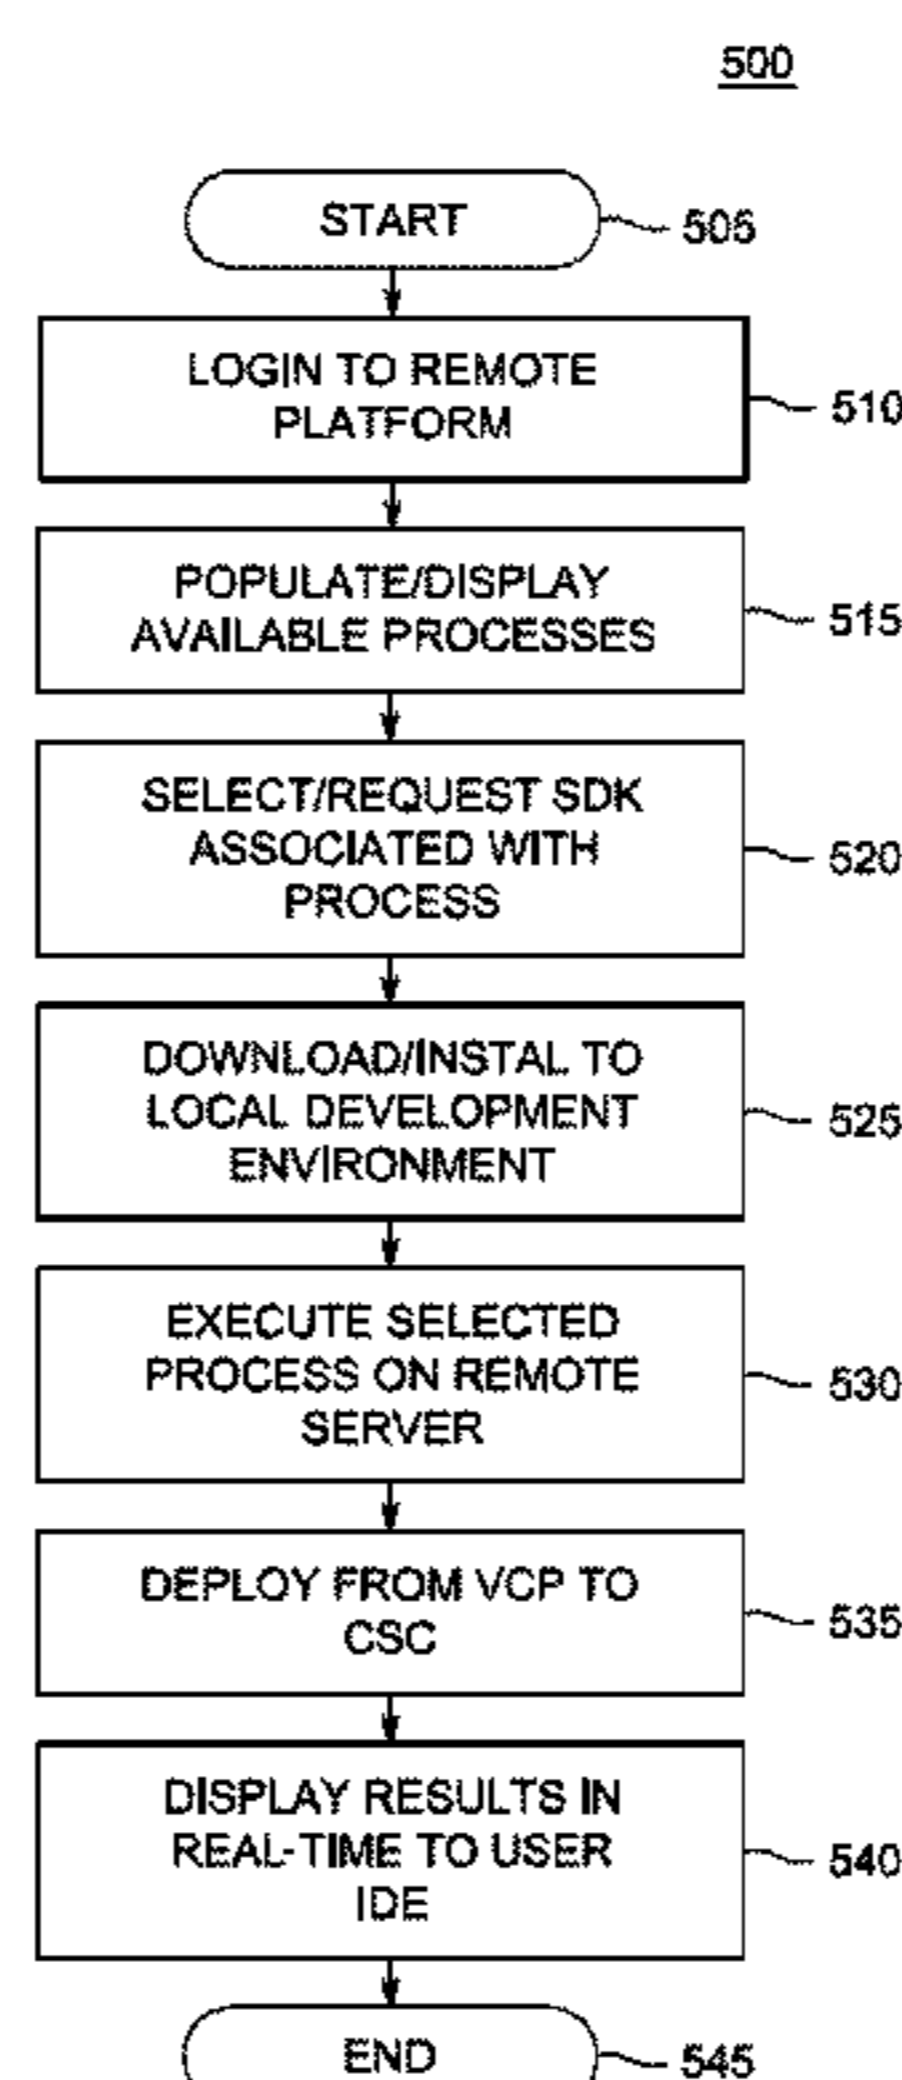 500
START
505
LOGIN TO REMOTE
PLATFORM
510
POPULATE/DISPLAY
AVAILABLE PROCESSES
515
SELECT/REQUEST SDK
ASSOCIATED WITH
PROCESS
520
DOWNLOAD/INSTAL TO
LOCAL DEVELOPMENT
ENVIRONMENT
525
EXECUTE SELECTED
PROCESS ON REMOTE
SERVER
530
DEPLOY FROM VCP TO
CSC
535
DISPLAY RESULTS IN
REAL-TIME TO USER
IDE
540
END
545